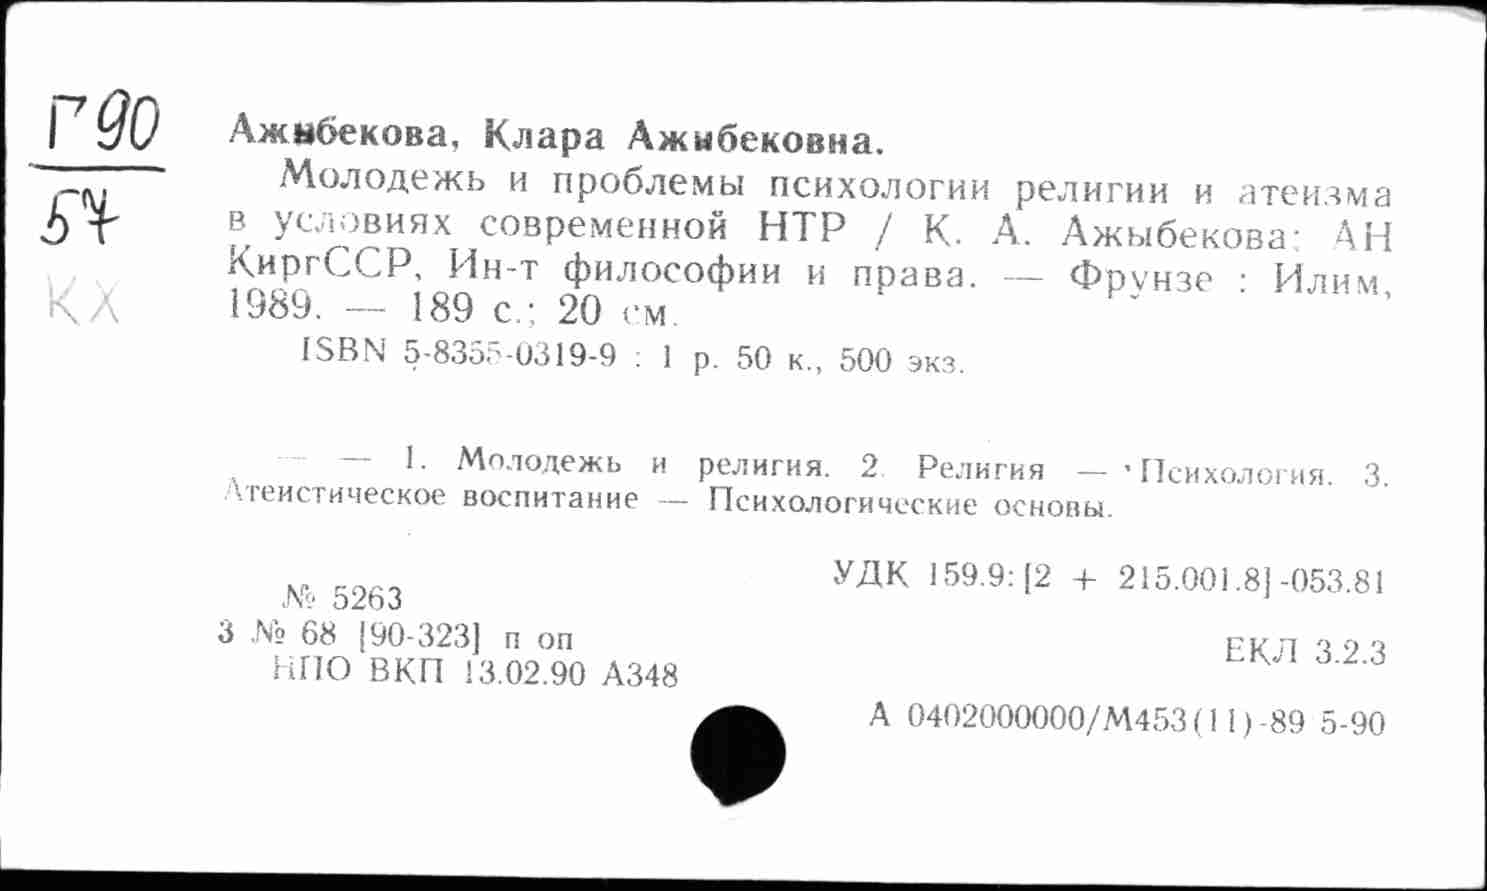 Г90
57
КХ
Ажыбекова, Клара Ажыбековна.
Молодежь и проблемы психологии религии и атеизма
в условиях современной НТР / К. А. Ажыбекова; АН
КиргССР, Ин-т философии и права. — Фрунзе : Илим,
1989. — 189 с.; 20 см.
ISBN 5-8355-0319-9 : 1 р. 50 к., 500 экз.
— — 1. Молодежь и религия. 2. Религия — Психология. 3.
Атеистическое воспитание — Психологические основы.
УДК 159.9:[2 + 215.001.8]-053.81
№ 5263
3 № 68 [90-323] п оп
НПО ВКП 13.02.90 А348
ЕКЛ 3.2.3
А 0402000000/М453(11)-89 5-90